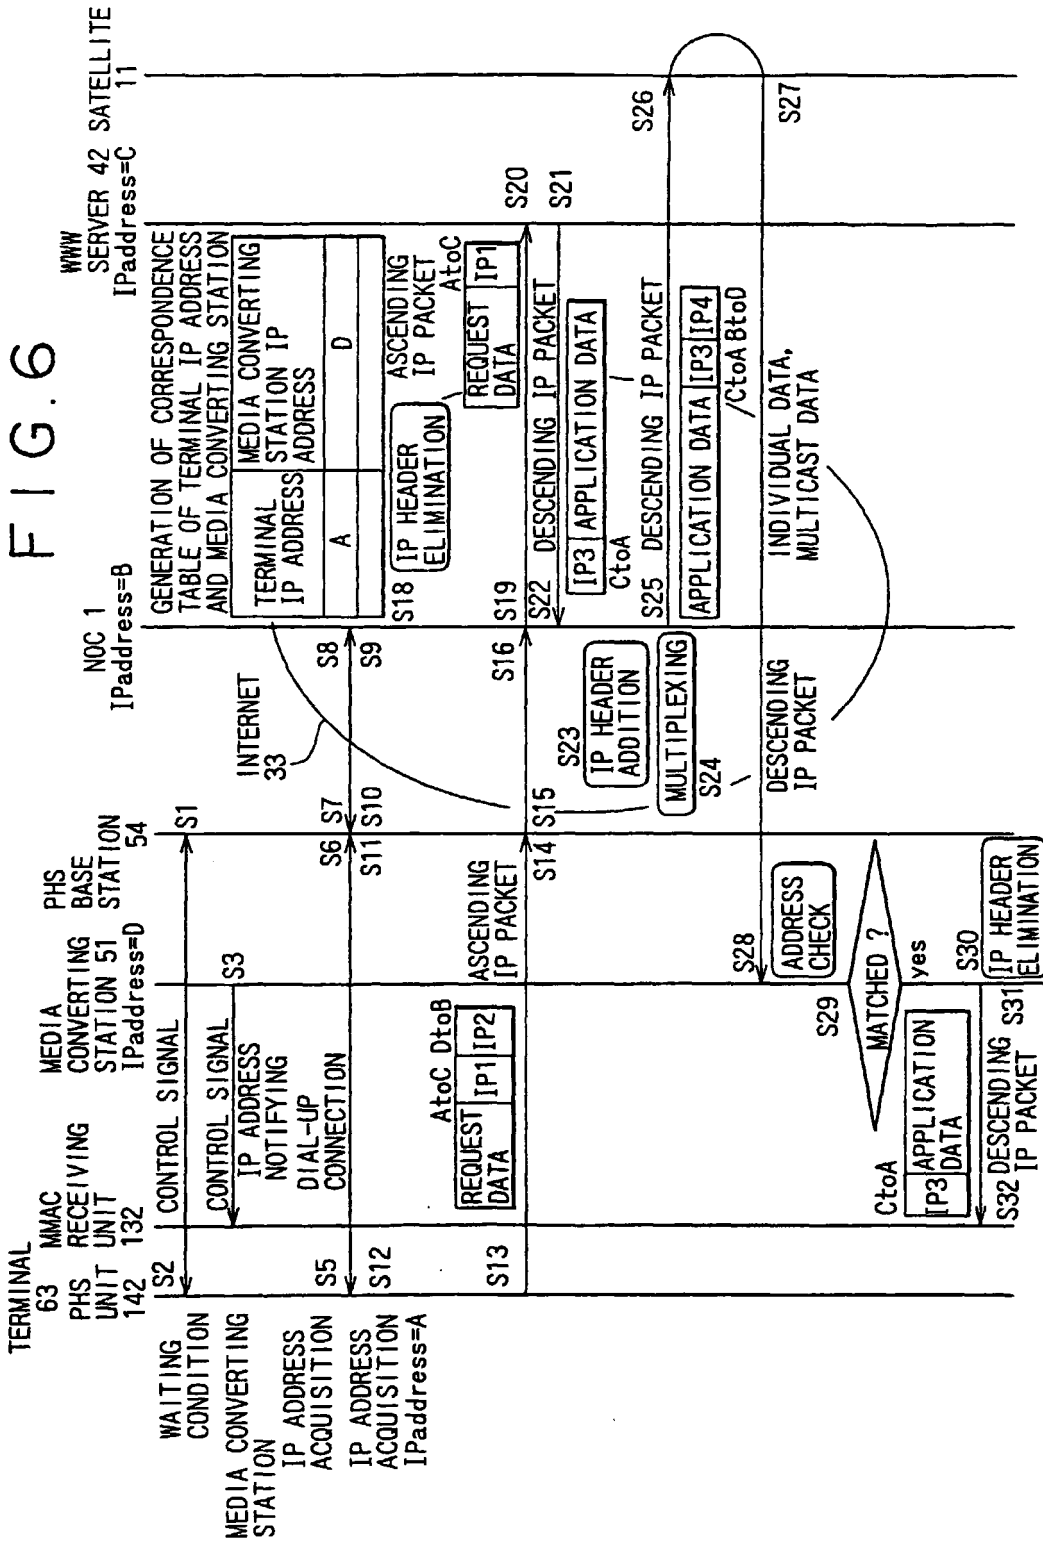 FIG. 6
TERMINAL
63
PHS
UNIT
142
MMAC
RECEIVING
UNIT
132
MEDIA
CONVERTING
STATION 51
IPaddress=D
PHS
BASE
STATION
54
NOC 1
IPaddress=B
WWW
SERVER 42
IPaddress=C
SATELLITE
11
WAITING
CONDITION
S2
CONTROL SIGNAL
S1
MEDIA CONVERTING
STATION
IP ADDRESS
ACQUISITION
CONTROL SIGNAL
S3
IP ADDRESS
NOTIFYING
DIAL-UP
CONNECTION
S5
S6
S7
S8
IP ADDRESS
ACQUISITION
IPaddress=A
S12
S11
S10
S9
INTERNET
33
GENERATION OF CORRESPONDENCE
TABLE OF TERMINAL IP ADDRESS
AND MEDIA CONVERTING STATION
TERMINAL
IP ADDRESS
MEDIA CONVERTING
STATION IP
ADDRESS
A
D
S18
IP HEADER
ELIMINATION
ASCENDING
IP PACKET
AtoC
REQUEST
DATA
IP1
AtoC DtoB
REQUEST
DATA
IP1
IP2
ASCENDING
IP PACKET
S13
S14
S15
S16
S19
S20
S22
DESCENDING IP PACKET
S21
IP3
APPLICATION DATA
CtoA
S23
IP HEADER
ADDITION
MULTIPLEXING
S24
S25
DESCENDING IP PACKET
S26
APPLICATION DATA
IP3
IP4
CtoA BtoD
S28
DESCENDING
IP PACKET
INDIVIDUAL DATA,
MULTICAST DATA
S27
ADDRESS
CHECK
S29
MATCHED ?
yes
S30
IP HEADER
ELIMINATION
CtoA
IP3
APPLICATION
DATA
S32
DESCENDING
IP PACKET
S31